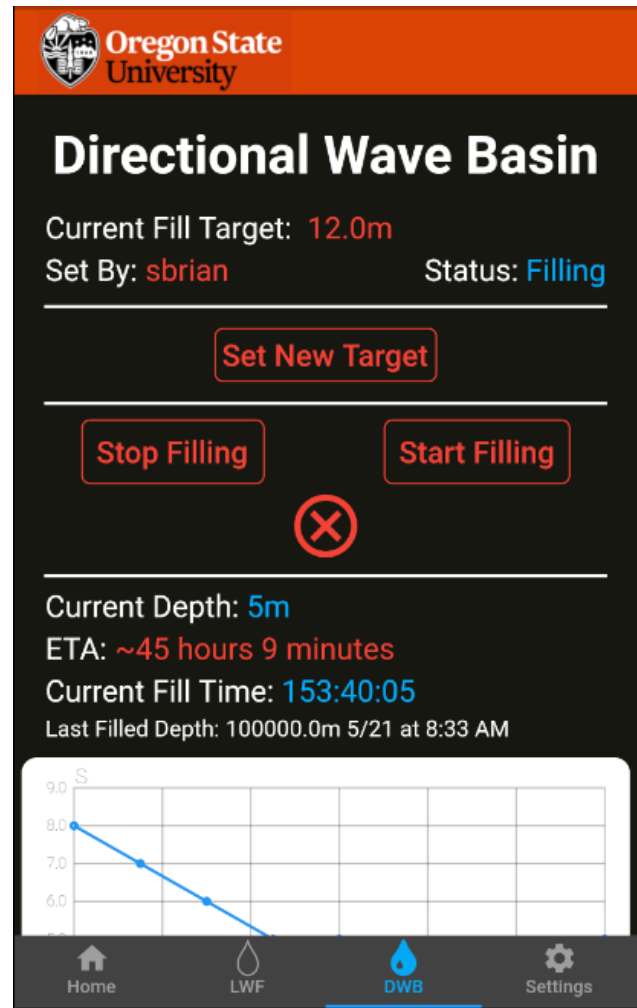 Oregon State
University
Directional Wave Basin
Current Fill Target: 12.0m
Set By: sbrian Status: Filling
Set New Target
Stop Filling Start Filling
Current Depth: 5m
ETA: ~45 hours 9 minutes
Current Fill Time: 153:40:05
Last Filled Depth: 100000.0m 5/21 at 8:33 AM
S
9.0
8.0
7.0
6.0
Home LWF DWB Settings